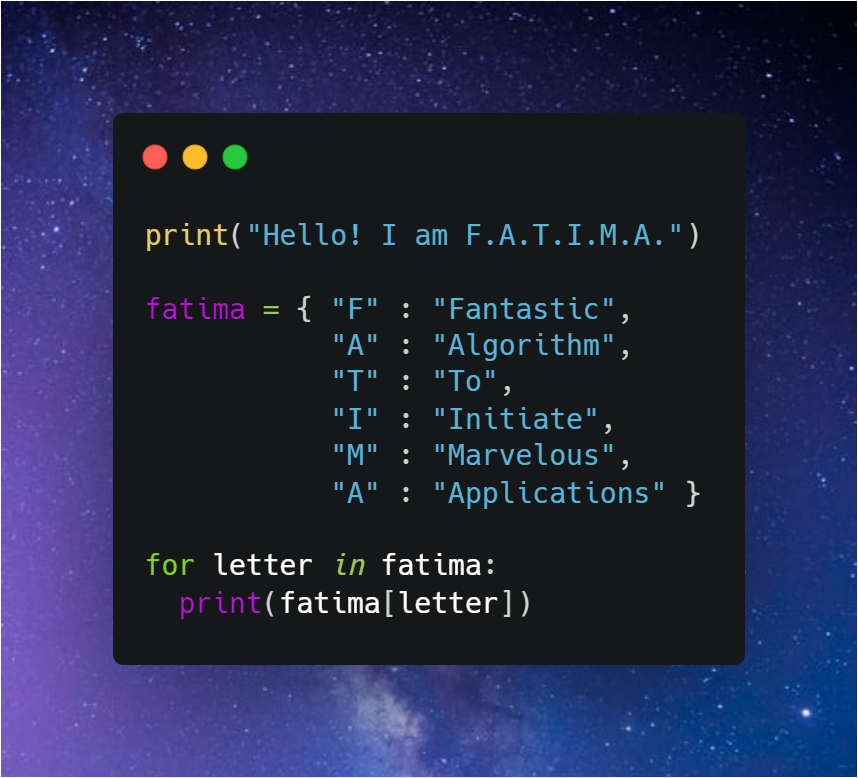 print("Hello! I am F.A.T.I.M.A.")
fatima = { "F" : "Fantastic",
"A" : "Algorithm",
"T" : "To",
"I" : "Initiate",
"M" : "Marvelous",
"A" : "Applications" }
for letter in fatima:
print(fatima[letter])